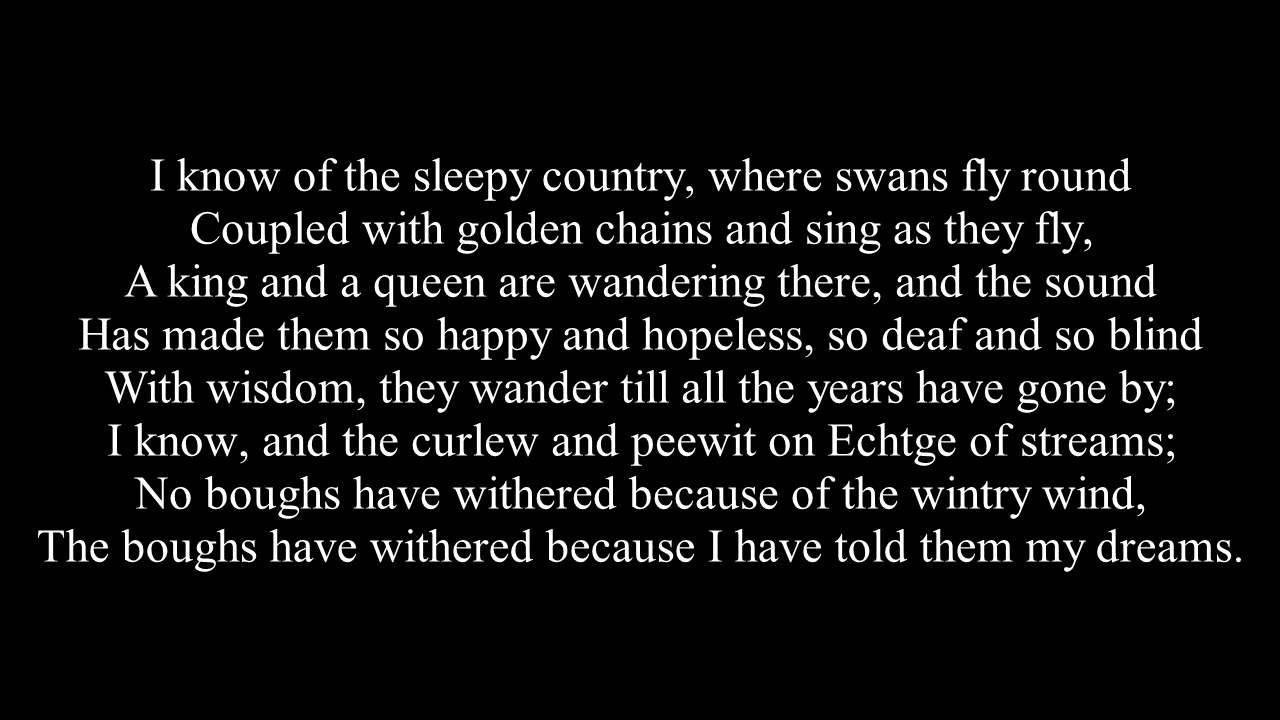 I know of the sleepy country, where swans fly round
Coupled with golden chains and sing as they fly,
A king and a queen are wandering there, and the sound
Has made them so happy and hopeless, so deaf and so blind
With wisdom, they wander till all the years have gone by;
I know, and the curlew and peewit on Echtge of streams;
No boughs have withered because of the wintry wind,
The boughs have withered because I have told them my dreams.